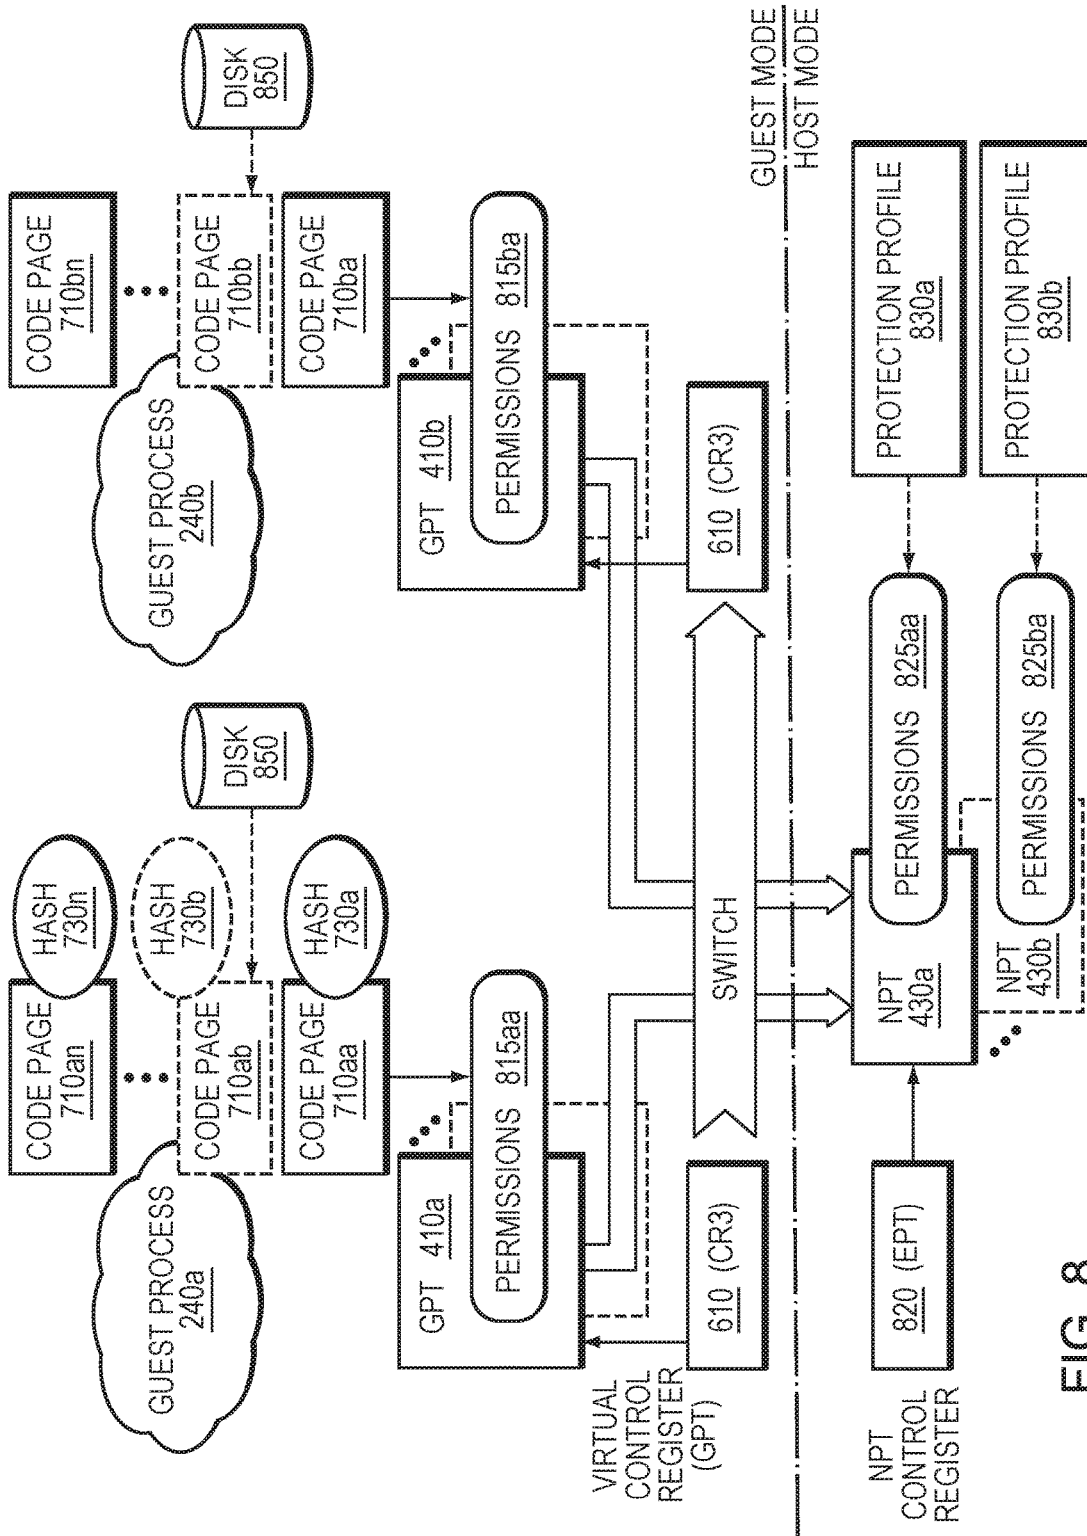 GUEST PROCESS
240a
CODE PAGE
710an
HASH
730n
CODE PAGE
710ab
HASH
730b
CODE PAGE
710aa
HASH
730a
DISK
850
GUEST PROCESS
240b
CODE PAGE
710bn
CODE PAGE
710bb
CODE PAGE
710ba
DISK
850
GPT 410a
PERMISSIONS 815aa
GPT 410b
PERMISSIONS 815ba
VIRTUAL
CONTROL
REGISTER
(GPT)
610 (CR3)
SWITCH
610 (CR3)
GUEST MODE
HOST MODE
NPT
CONTROL
REGISTER
820 (EPT)
NPT
430a
PERMISSIONS 825aa
PROTECTION PROFILE
830a
NPT
430b
PERMISSIONS 825ba
PROTECTION PROFILE
830b
FIG. 8